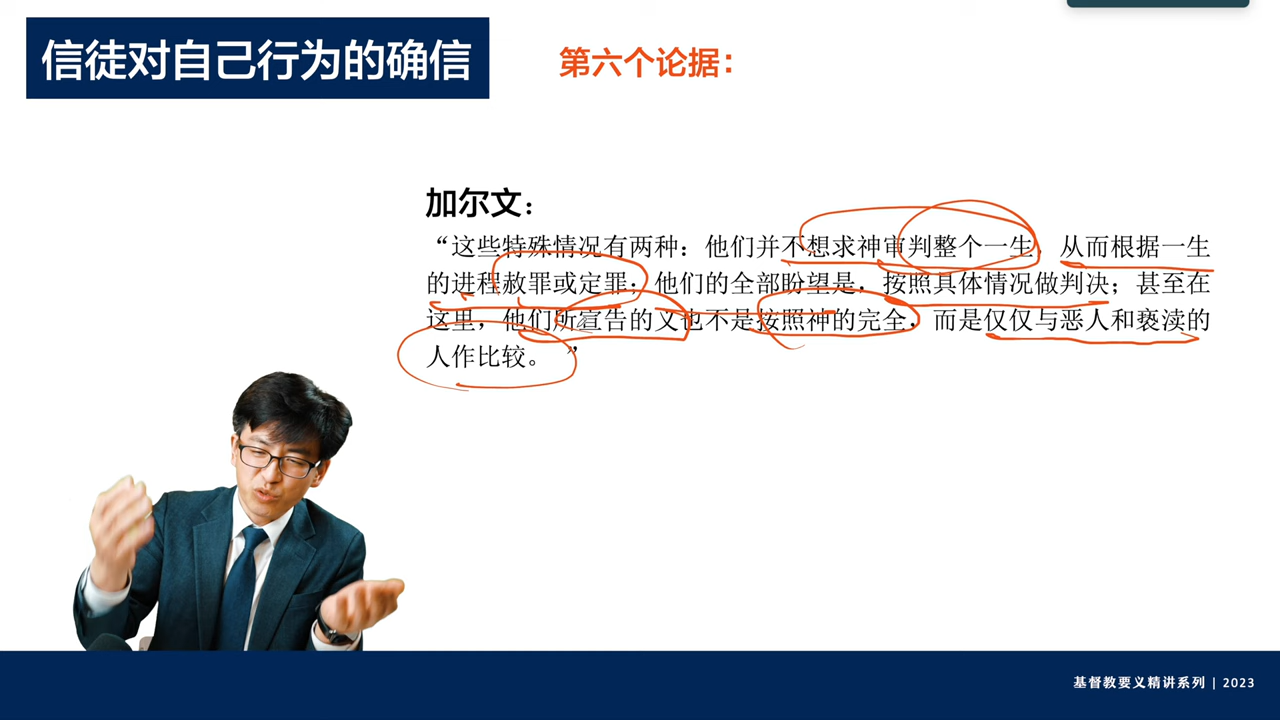 信徒对自己行为的确信
第六个论据：
加尔文：
“这些特殊情况有两种：他们并不想求神审判整个一生，从而根据一生
的进程赦罪或定罪；他们的全部盼望是，按照具体情况做判决；甚至在
这里，他们所宣告的义也不是按照神的完全，而是仅仅与恶人和亵渎的
人作比较。”
基督教要义精讲系列 | 2023